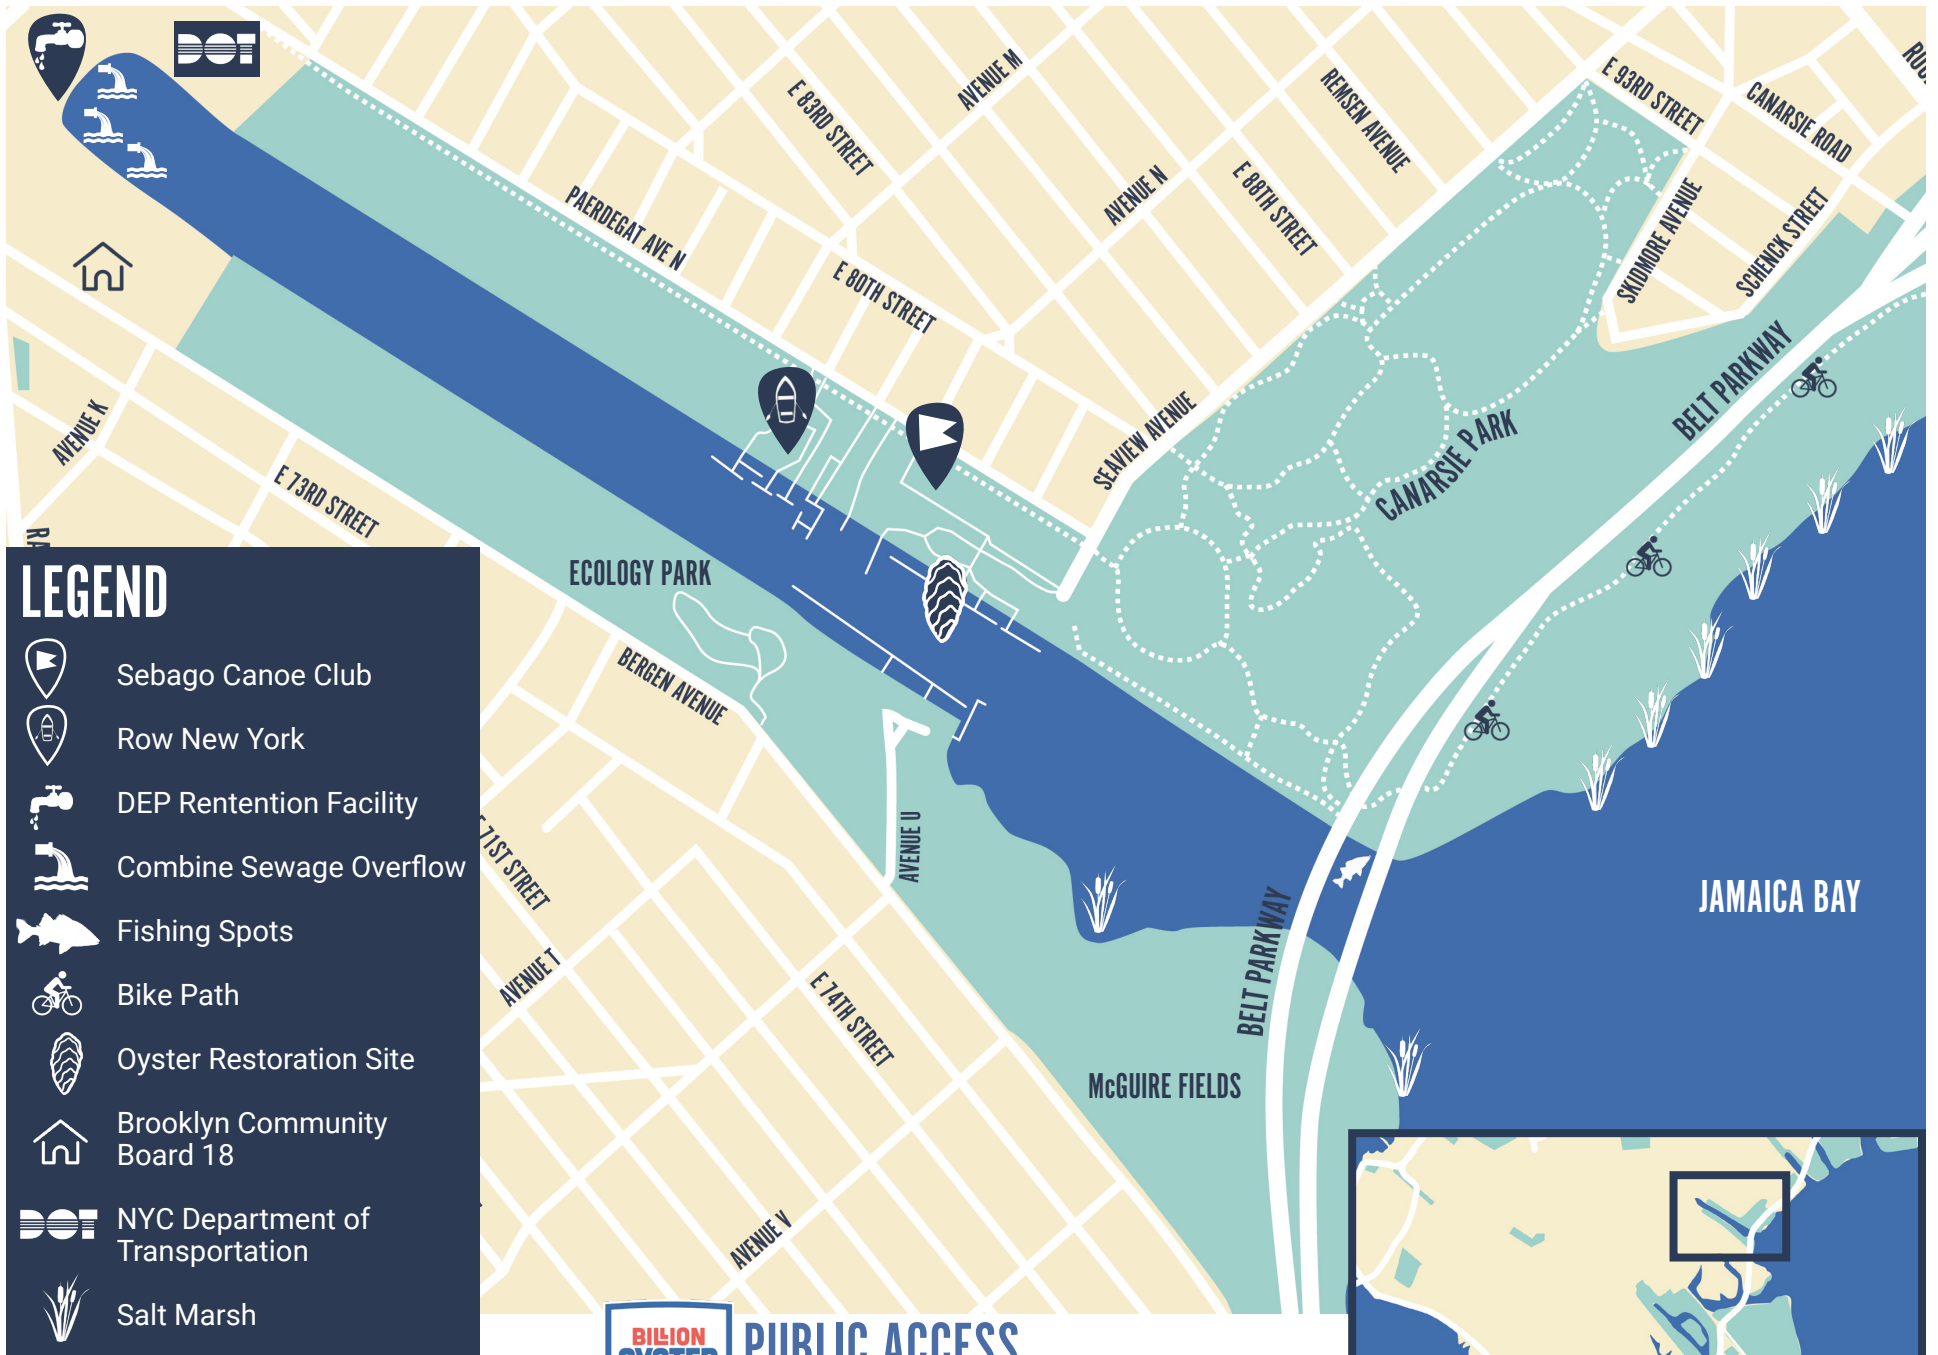 DOT
E 83RD STREET
AVENUE M
REMSEN AVENUE
E 93RD STREET
CANARSIE ROAD
PAERDEGAT AVE N
AVENUE N
E 88TH STREET
SKIDMORE AVENUE
SCHENCK STREET
E 80TH STREET
BELT PARKWAY
AVENUE K
SEAVIEW AVENUE
CANARSIE PARK
E 73RD STREET
ECOLOGY PARK
BERGEN AVENUE
AVENUE U
71ST STREET
JAMAICA BAY
AVENUE T
BELT PARKWAY
E 74TH STREET
McGUIRE FIELDS
AVENUE V
LEGEND
Sebago Canoe Club
Row New York
DEP Rentention Facility
Combine Sewage Overflow
Fishing Spots
Bike Path
Oyster Restoration Site
Brooklyn Community
Board 18
DOT
NYC Department of
Transportation
Salt Marsh
BILLION
OYSTER
PUBLIC ACCESS